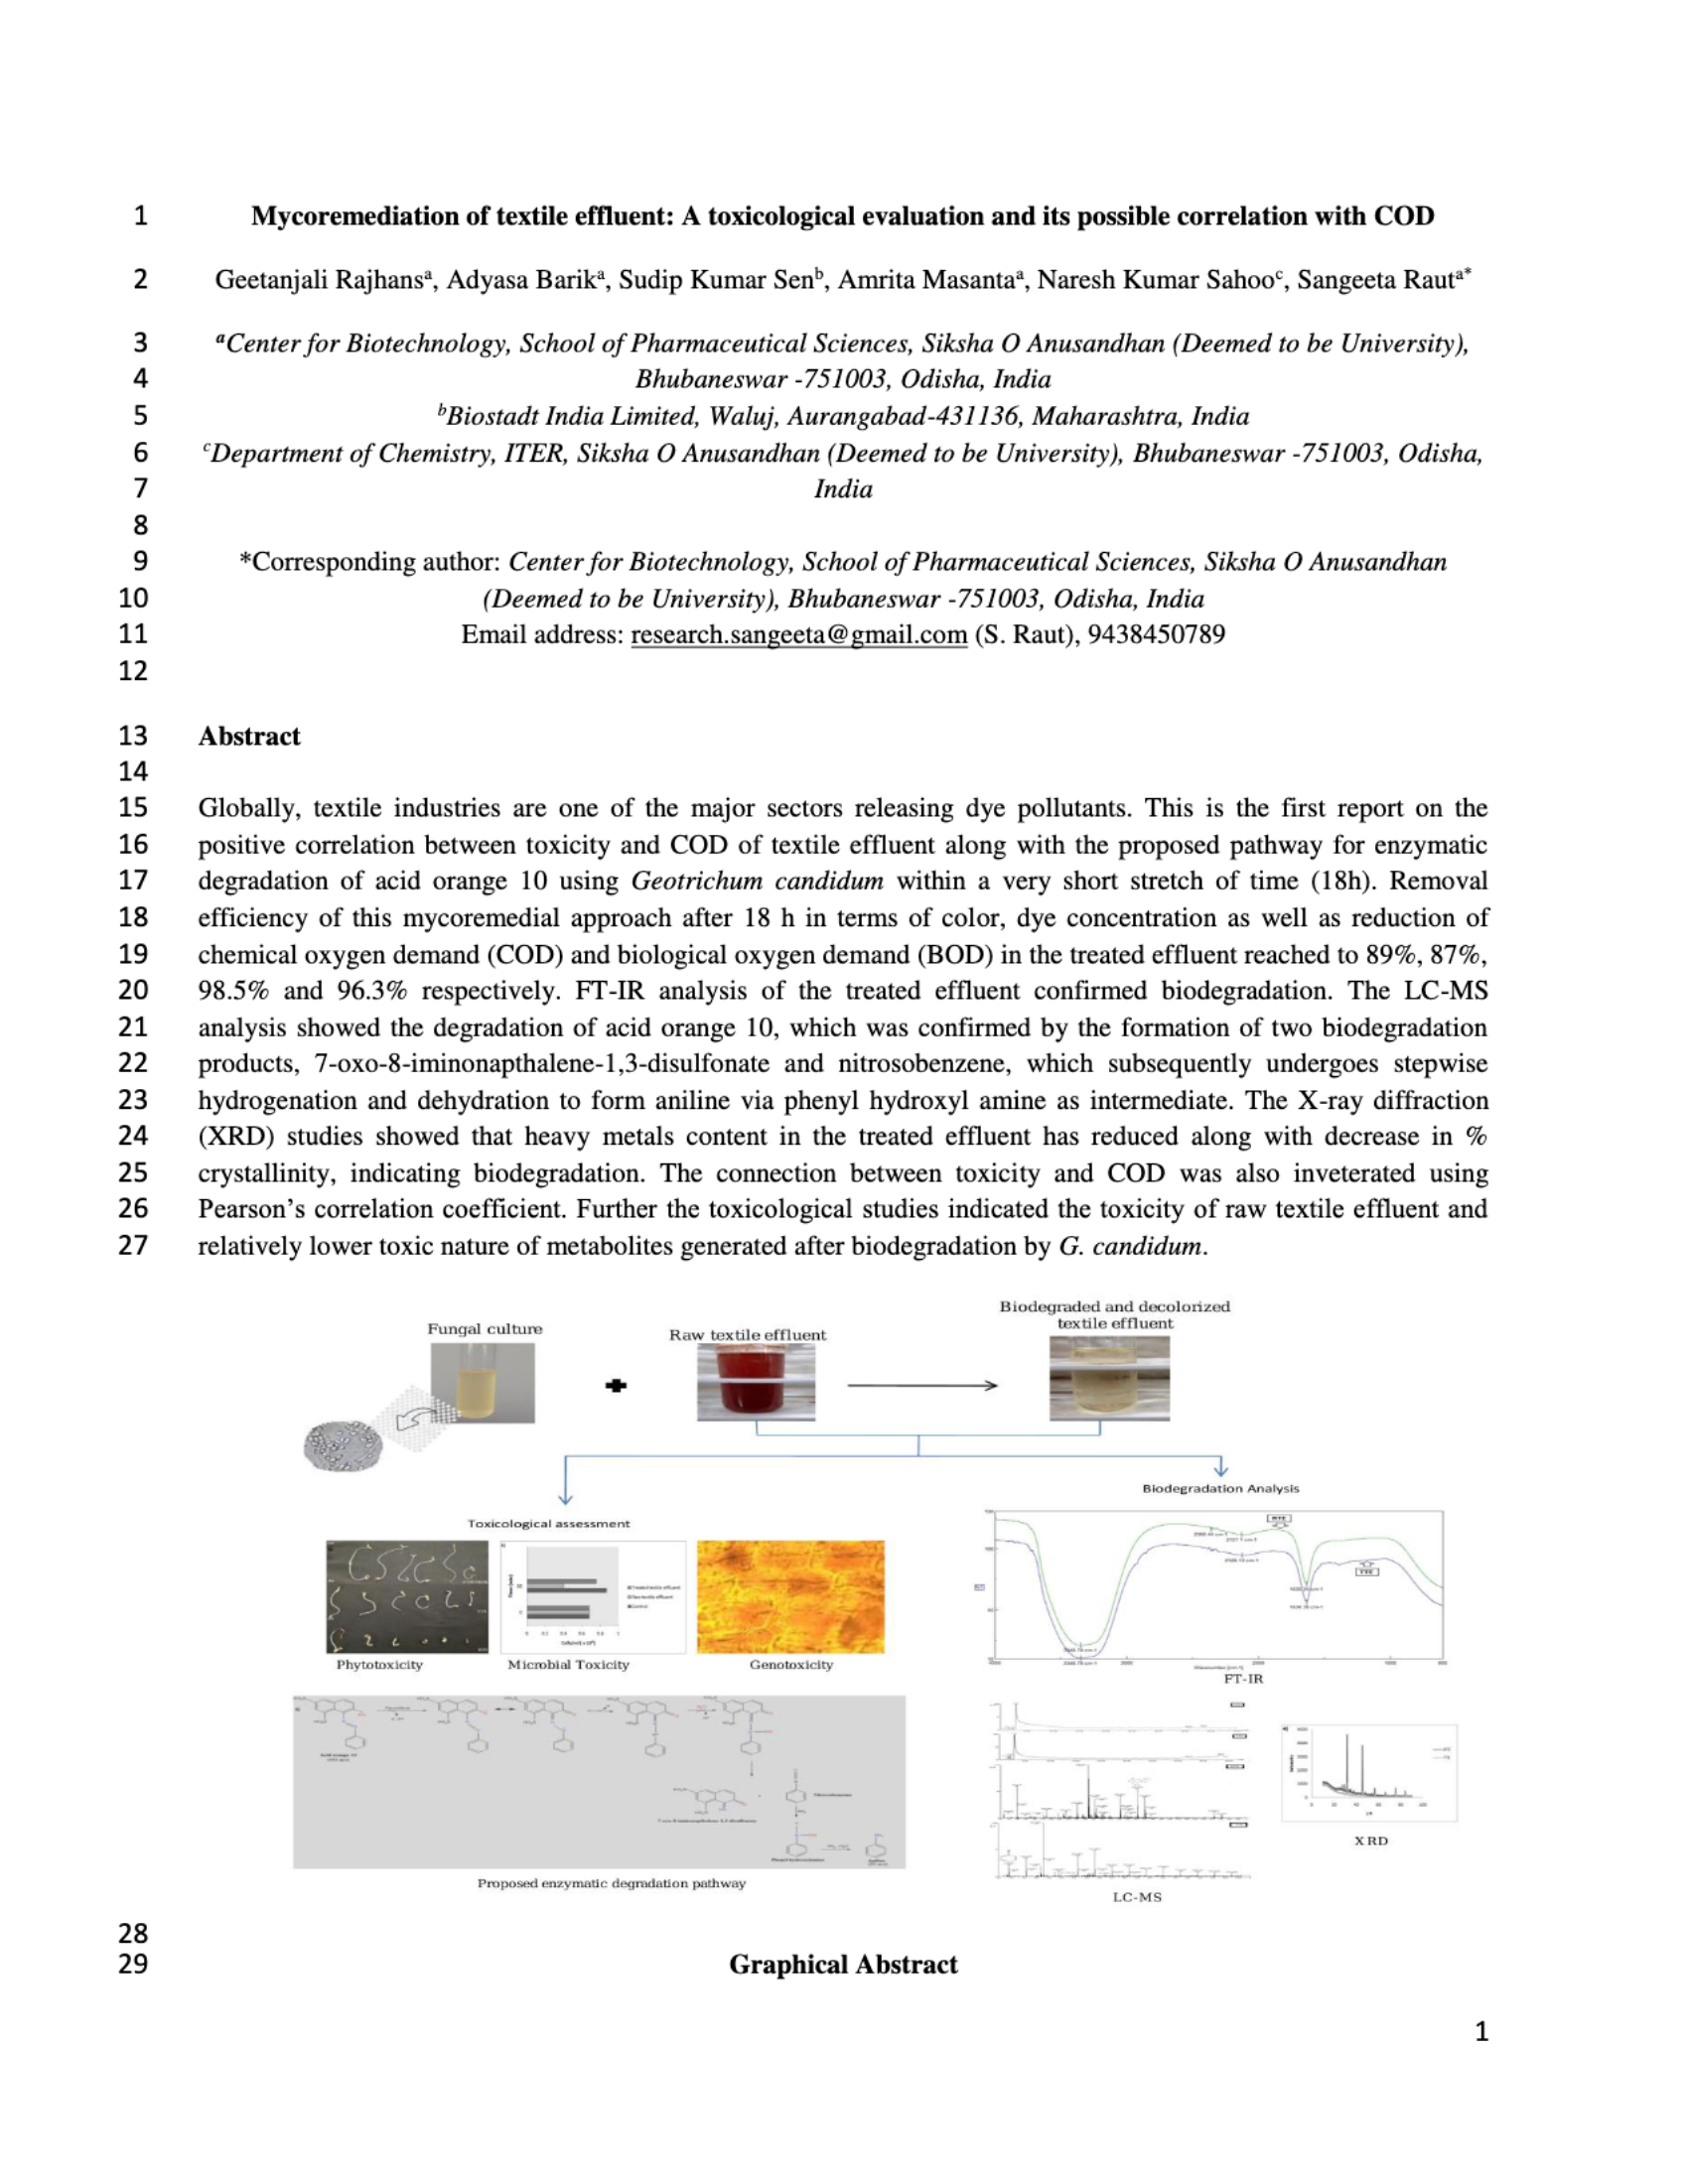 1 Mycoremediation of textile effluent: A toxicological evaluation and its possible correlation with COD
2 Geetanjali Rajhansᵃ, Adyasa Barikᵃ, Sudip Kumar Senᵇ, Amrita Masantaᵃ, Naresh Kumar Sahooᶜ, Sangeeta Rautᵃ*
3 ᵃCenter for Biotechnology, School of Pharmaceutical Sciences, Siksha O Anusandhan (Deemed to be University),
4 Bhubaneswar -751003, Odisha, India
5 ᵇBiostadt India Limited, Waluj, Aurangabad-431136, Maharashtra, India
6 ᶜDepartment of Chemistry, ITER, Siksha O Anusandhan (Deemed to be University), Bhubaneswar -751003, Odisha,
7 India
8
9 *Corresponding author: Center for Biotechnology, School of Pharmaceutical Sciences, Siksha O Anusandhan
10 (Deemed to be University), Bhubaneswar -751003, Odisha, India
11 Email address: research.sangeeta@gmail.com (S. Raut), 9438450789
12
13 Abstract
14
15 Globally, textile industries are one of the major sectors releasing dye pollutants. This is the first report on the
16 positive correlation between toxicity and COD of textile effluent along with the proposed pathway for enzymatic
17 degradation of acid orange 10 using Geotrichum candidum within a very short stretch of time (18h). Removal
18 efficiency of this mycoremedial approach after 18 h in terms of color, dye concentration as well as reduction of
19 chemical oxygen demand (COD) and biological oxygen demand (BOD) in the treated effluent reached to 89%, 87%,
20 98.5% and 96.3% respectively. FT-IR analysis of the treated effluent confirmed biodegradation. The LC-MS
21 analysis showed the degradation of acid orange 10, which was confirmed by the formation of two biodegradation
22 products, 7-oxo-8-iminonapthalene-1,3-disulfonate and nitrosobenzene, which subsequently undergoes stepwise
23 hydrogenation and dehydration to form aniline via phenyl hydroxyl amine as intermediate. The X-ray diffraction
24 (XRD) studies showed that heavy metals content in the treated effluent has reduced along with decrease in %
25 crystallinity, indicating biodegradation. The connection between toxicity and COD was also inveterated using
26 Pearson’s correlation coefficient. Further the toxicological studies indicated the toxicity of raw textile effluent and
27 relatively lower toxic nature of metabolites generated after biodegradation by G. candidum.
Fungal culture
Raw textile effluent
Biodegraded and decolorized
textile effluent
Toxicological assessment
Biodegradation Analysis
Phytotoxicity
Microbial Toxicity
Genotoxicity
FT-IR
XRD
Proposed enzymatic degradation pathway
LC-MS
28
29 Graphical Abstract
1